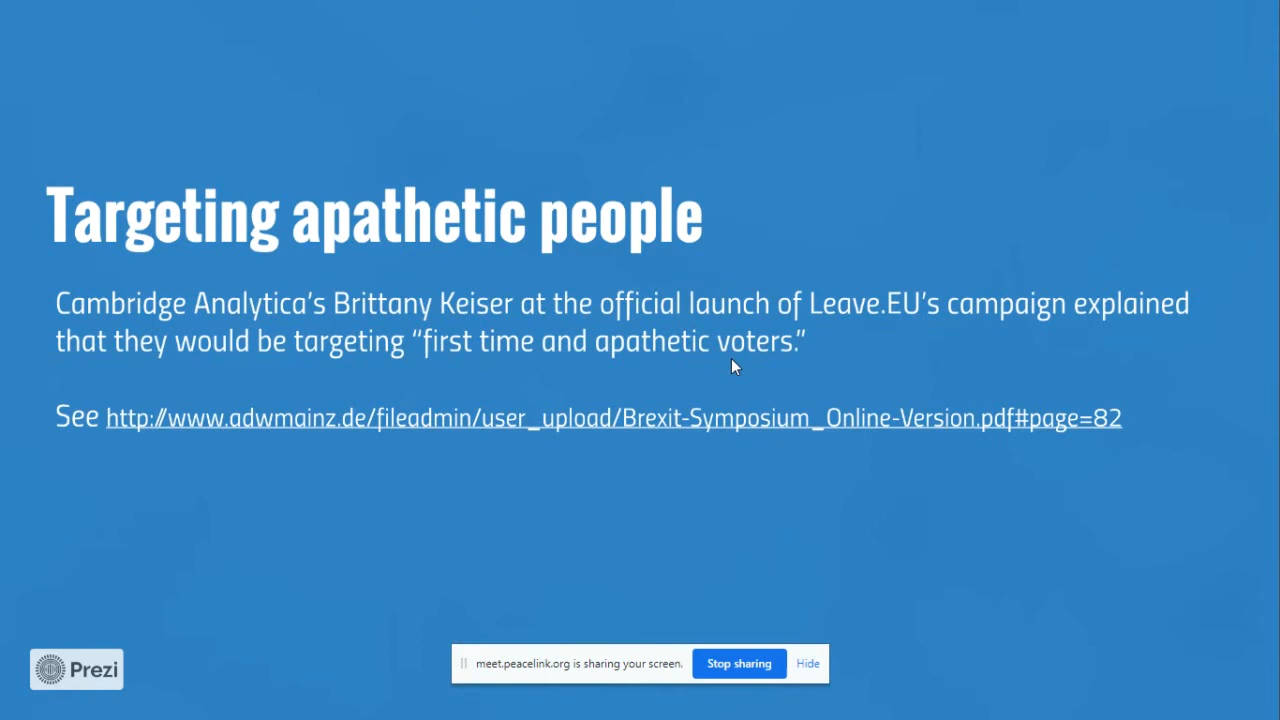 Targeting apathetic people
Cambridge Analytica’s Brittany Keiser at the official launch of Leave.EU’s campaign explained
that they would be targeting “first time and apathetic voters.”
See http://www.adwmainz.de/fileadmin/user_upload/Brexit-Symposium_Online-Version.pdf#page=82
Prezi
meet.peacelink.org is sharing your screen. Stop sharing Hide